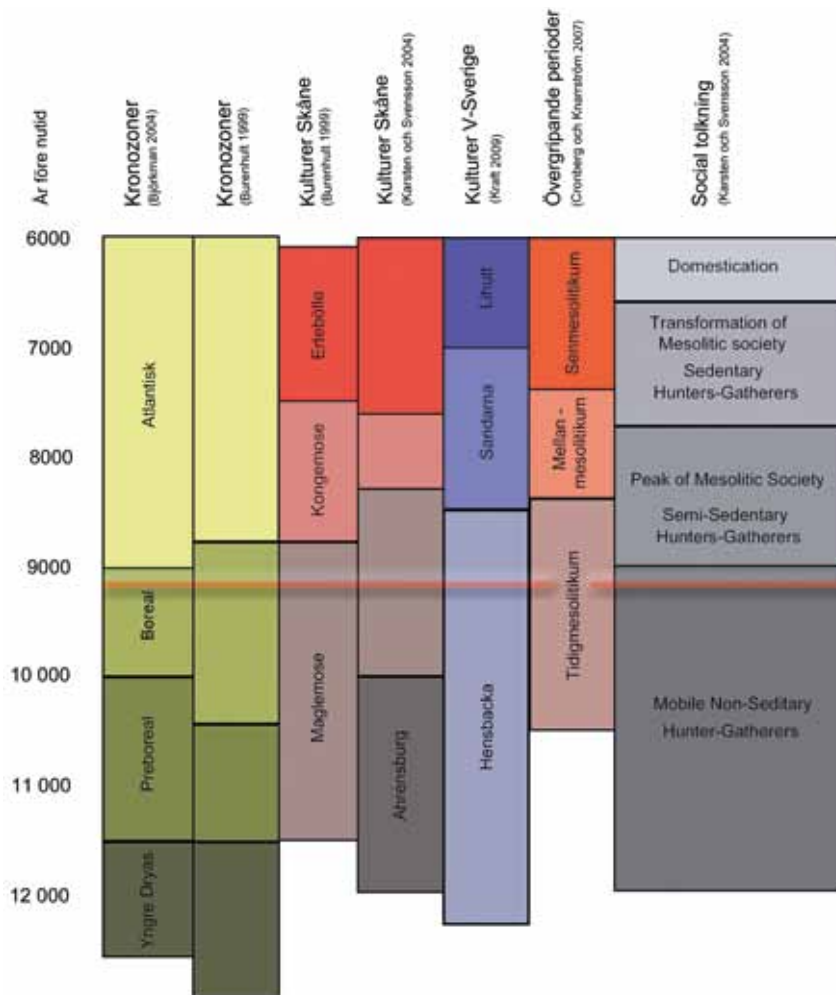 År före nutid
Kronozoner
(Björkman 2004)
Kronozoner
(Burenhult 1999)
Kulturer Skåne
(Burenhult 1999)
Kulturer Skåne
(Karsten och Svensson 2004)
Kulturer V-Sverige
(Kraft 2009)
Övergripande perioder
(Cronberg och Knarrström 2007)
Social tolkning
(Karsten och Svensson 2004)
6000
7000
8000
9000
10 000
11 000
12 000
Atlantisk
Boreal
Preboreal
Yngre Dryas
Ertebölle
Kongemose
Maglemose
Ahrensburg
Lihult
Sandarna
Hensbacka
Senmesolitikum
Mellan -
mesolitikum
Tidigmesolitikum
Domestication
Transformation of
Mesolitic society
Sedentary
Hunters-Gatherers
Peak of Mesolitic Society
Semi-Sedentary
Hunters-Gatherers
Mobile Non-Seditary
Hunter-Gatherers